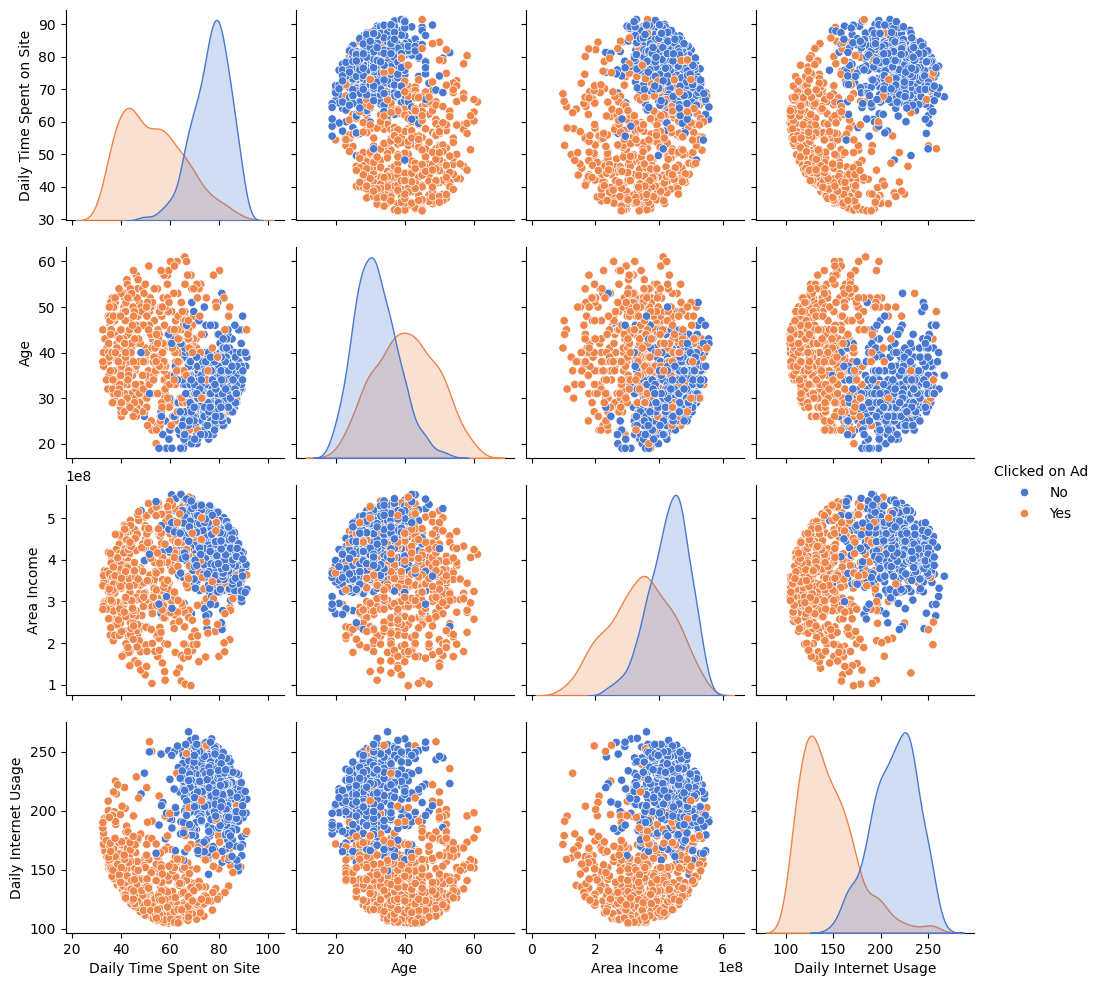 90
80
70
60
50
40
30
Daily Time Spent on Site
60
50
40
30
20
Age
1e8
5
4
3
2
1
Area Income
Clicked on Ad
No
Yes
250
200
150
100
Daily Internet Usage
20 40 60 80 100
20 40 60
0 2 4 6
1e8
100 150 200 250
Daily Time Spent on Site
Age
Area Income
Daily Internet Usage